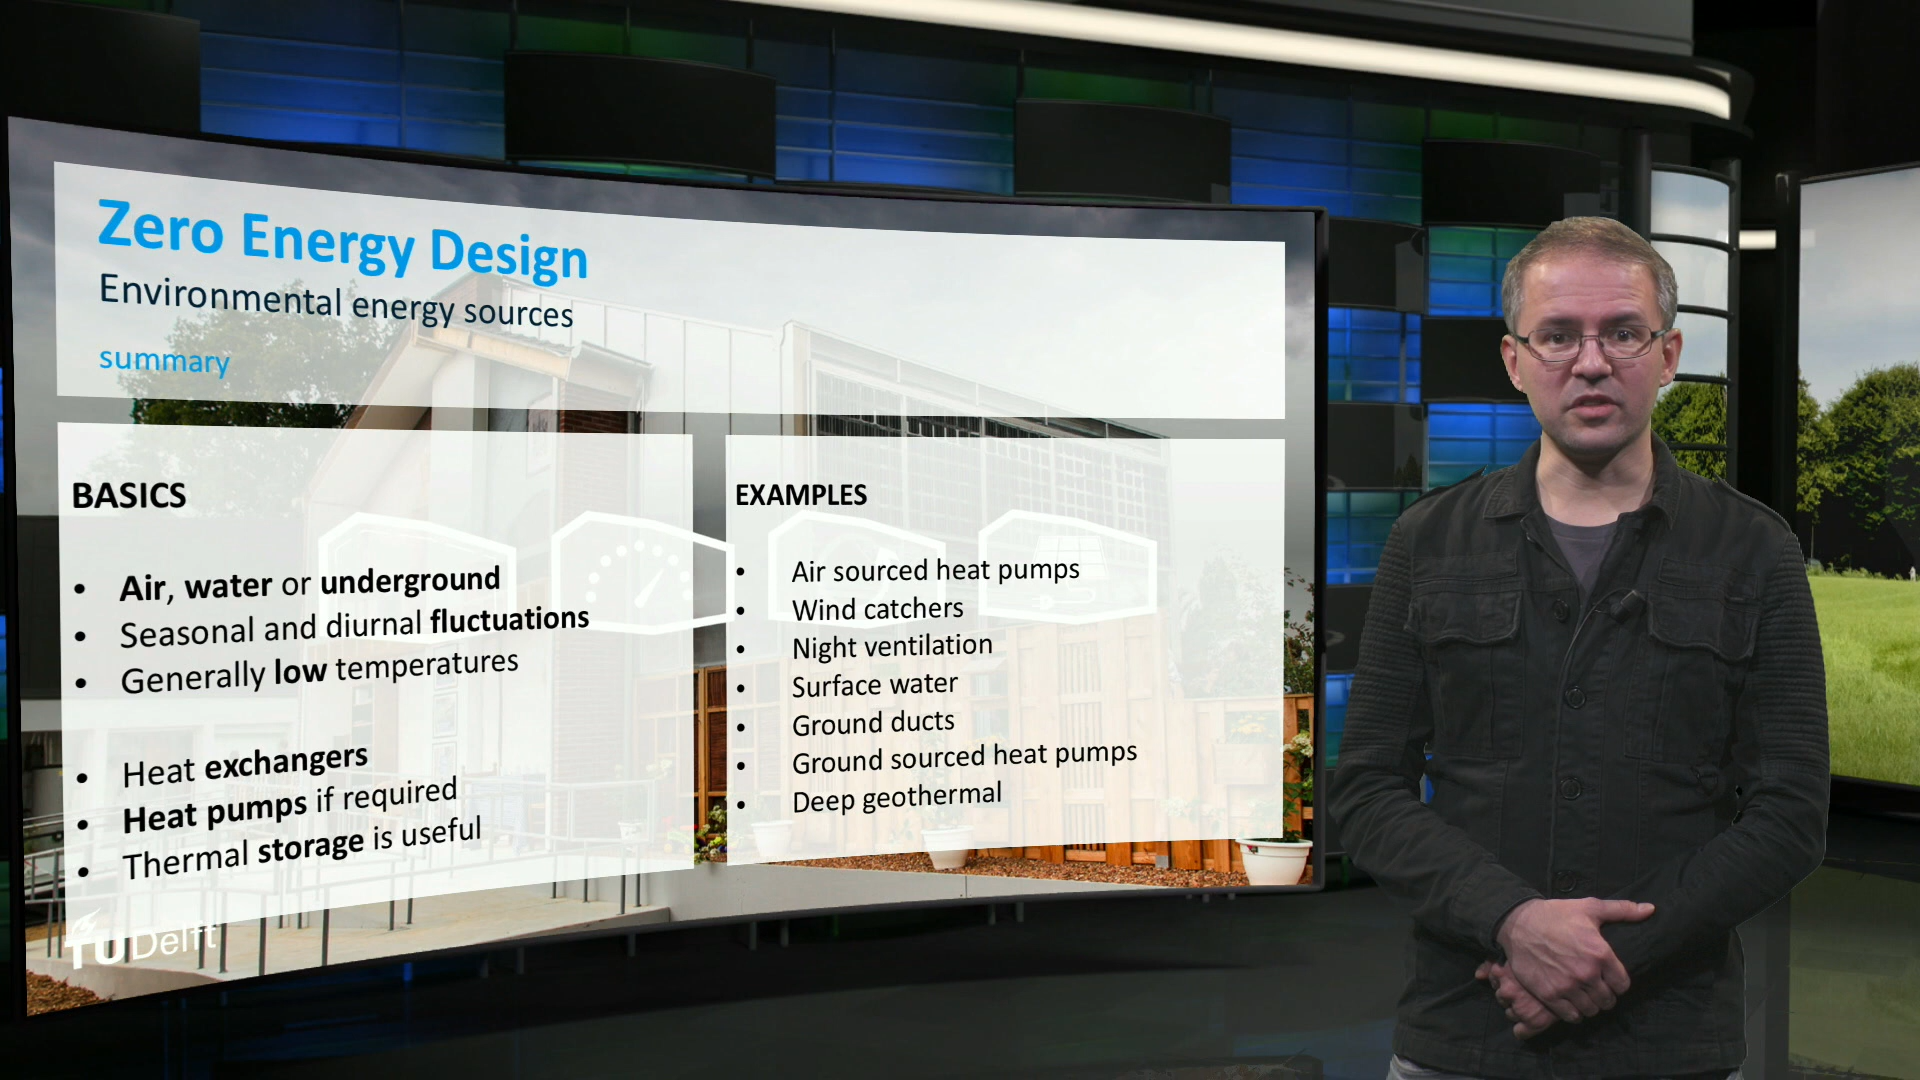 Zero Energy Design
Environmental energy sources
summary
BASICS
• Air, water or underground
• Seasonal and diurnal fluctuations
• Generally low temperatures
• Heat exchangers
• Heat pumps if required
• Thermal storage is useful
EXAMPLES
• Air sourced heat pumps
• Wind catchers
• Night ventilation
• Surface water
• Ground ducts
• Ground sourced heat pumps
• Deep geothermal
TU Delft